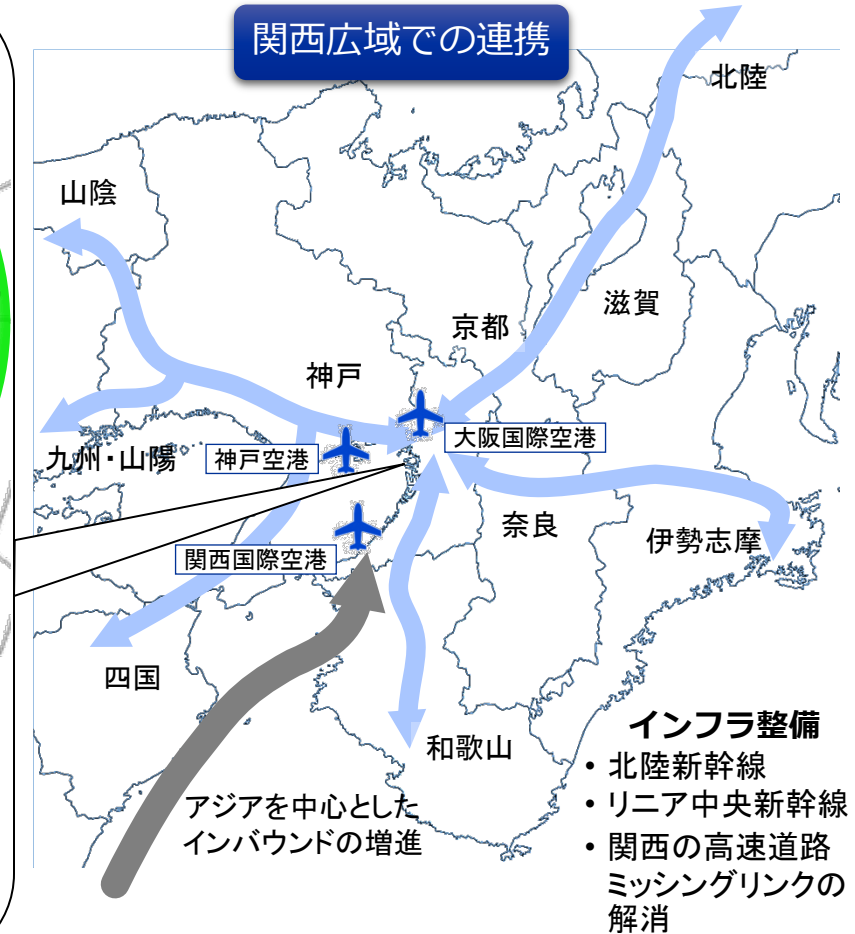 関西広域での連携
北陸
山陰
滋賀
京都
神戸
大阪国際空港
九州・山陽
神戸空港
奈良
伊勢志摩
関西国際空港
四国
インフラ整備
和歌山
・北陸新幹線
アジアを中心とした
インバウンドの増進
・リニア中央新幹線
・関西の高速道路
ミッシングリンクの
解消